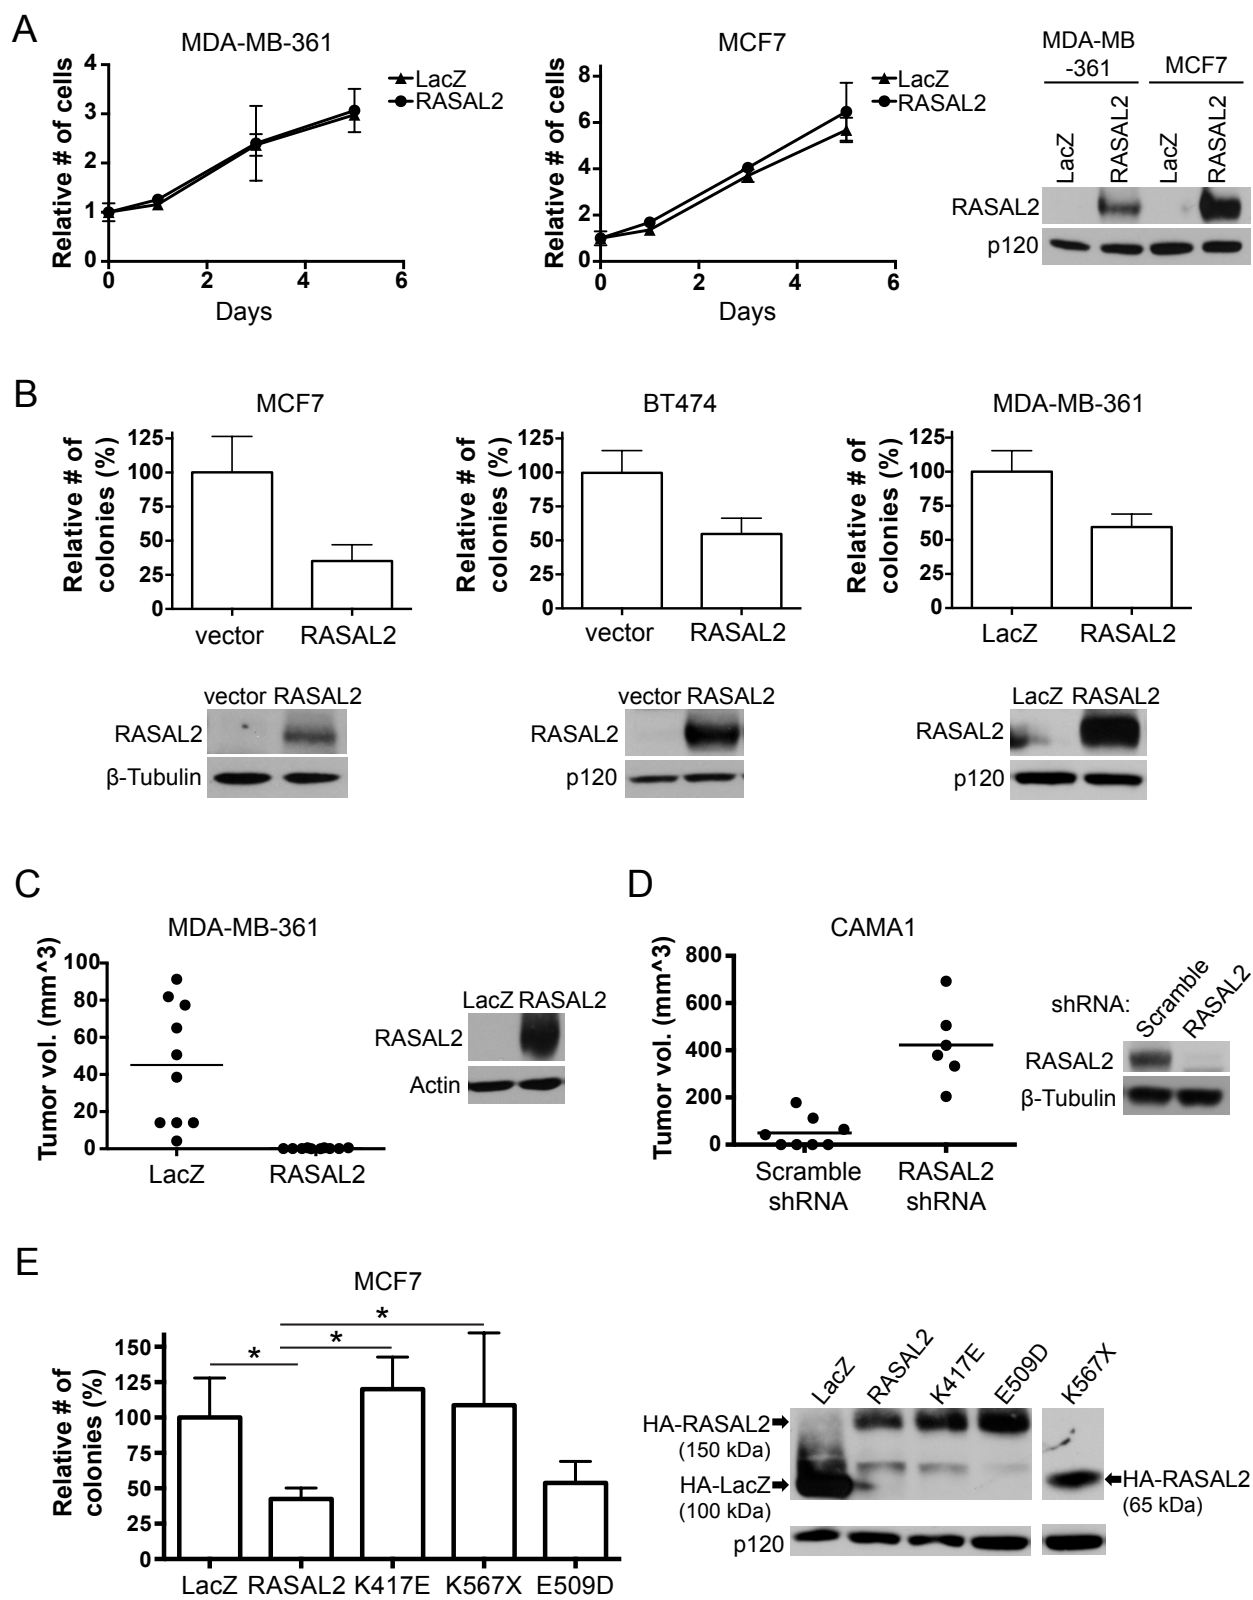 A
MDA-MB-361
Relative # of cells
4
3
2
1
0
0
2
4
6
Days
LacZ
RASAL2
MCF7
Relative # of cells
8
6
4
2
0
0
2
4
6
Days
LacZ
RASAL2
MDA-MB
-361
MCF7
LacZ
RASAL2
LacZ
RASAL2
RASAL2
p120
B
MCF7
Relative # of
colonies (%)
125
100
75
50
25
0
vector
RASAL2
BT474
Relative # of
colonies (%)
125
100
75
50
25
0
vector
RASAL2
MDA-MB-361
Relative # of
colonies (%)
125
100
75
50
25
0
LacZ
RASAL2
vector RASAL2
RASAL2
β-Tubulin
vector RASAL2
RASAL2
p120
LacZ RASAL2
RASAL2
p120
C
MDA-MB-361
Tumor vol. (mm^3)
100
80
60
40
20
0
LacZ
RASAL2
LacZ RASAL2
RASAL2
Actin
D
CAMA1
Tumor vol. (mm^3)
800
600
400
200
0
Scramble
shRNA
RASAL2
shRNA
shRNA:
Scramble
RASAL2
RASAL2
β-Tubulin
E
MCF7
Relative # of
colonies (%)
150
125
100
75
50
25
0
*
*
*
LacZ RASAL2 K417E K567X E509D
LacZ
RASAL2
K417E
E509D
K567X
HA-RASAL2
(150 kDa)
HA-LacZ
(100 kDa)
HA-RASAL2
(65 kDa)
p120